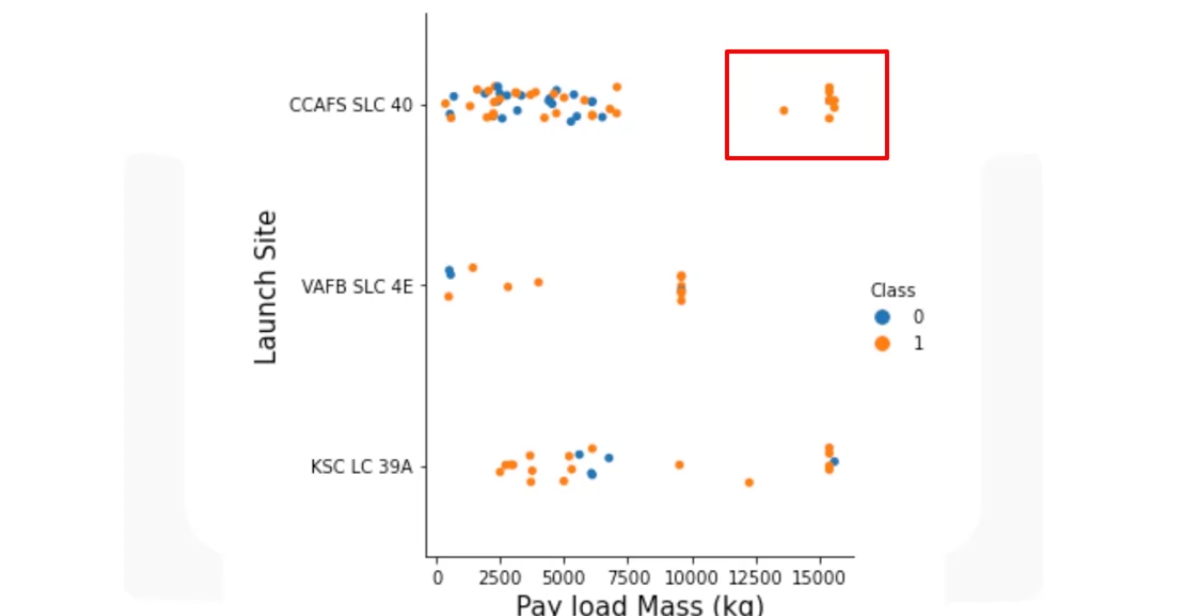 CCAFS SLC 40
VAFB SLC 4E
KSC LC 39A
Launch Site
Class
0
1
0 2500 5000 7500 10000 12500 15000
Pay load Mass (kg)